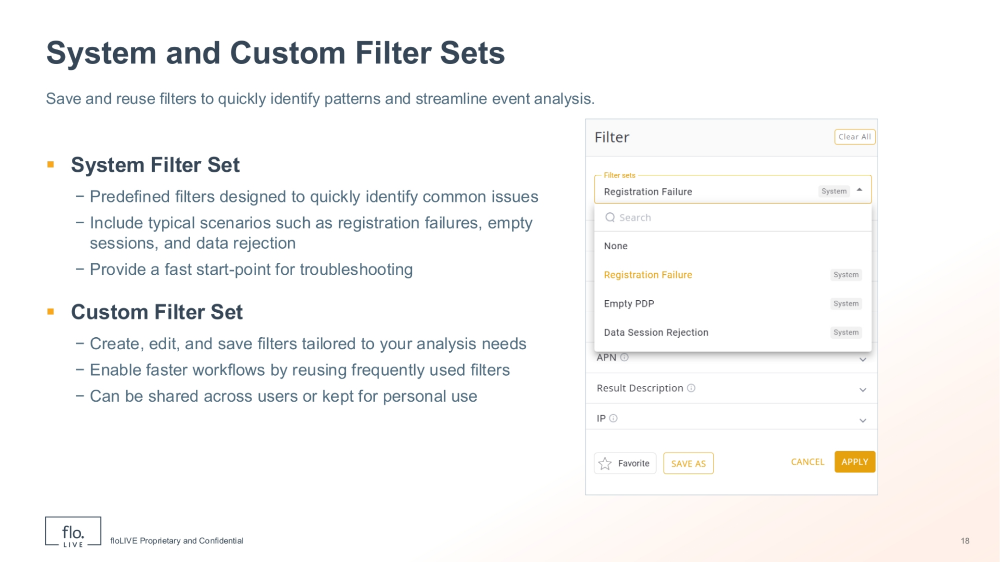 System and Custom Filter Sets
Save and reuse filters to quickly identify patterns and streamline event analysis.
System Filter Set
− Predefined filters designed to quickly identify common issues
− Include typical scenarios such as registration failures, empty
sessions, and data rejection
− Provide a fast start-point for troubleshooting
Custom Filter Set
− Create, edit, and save filters tailored to your analysis needs
− Enable faster workflows by reusing frequently used filters
− Can be shared across users or kept for personal use
Filter
Clear All
Filter sets
Registration Failure System
Search
None
Registration Failure System
Empty PDP System
Data Session Rejection System
APN
Result Description
IP
Favorite SAVE AS CANCEL APPLY
flo.
LIVE
floLIVE Proprietary and Confidential
18